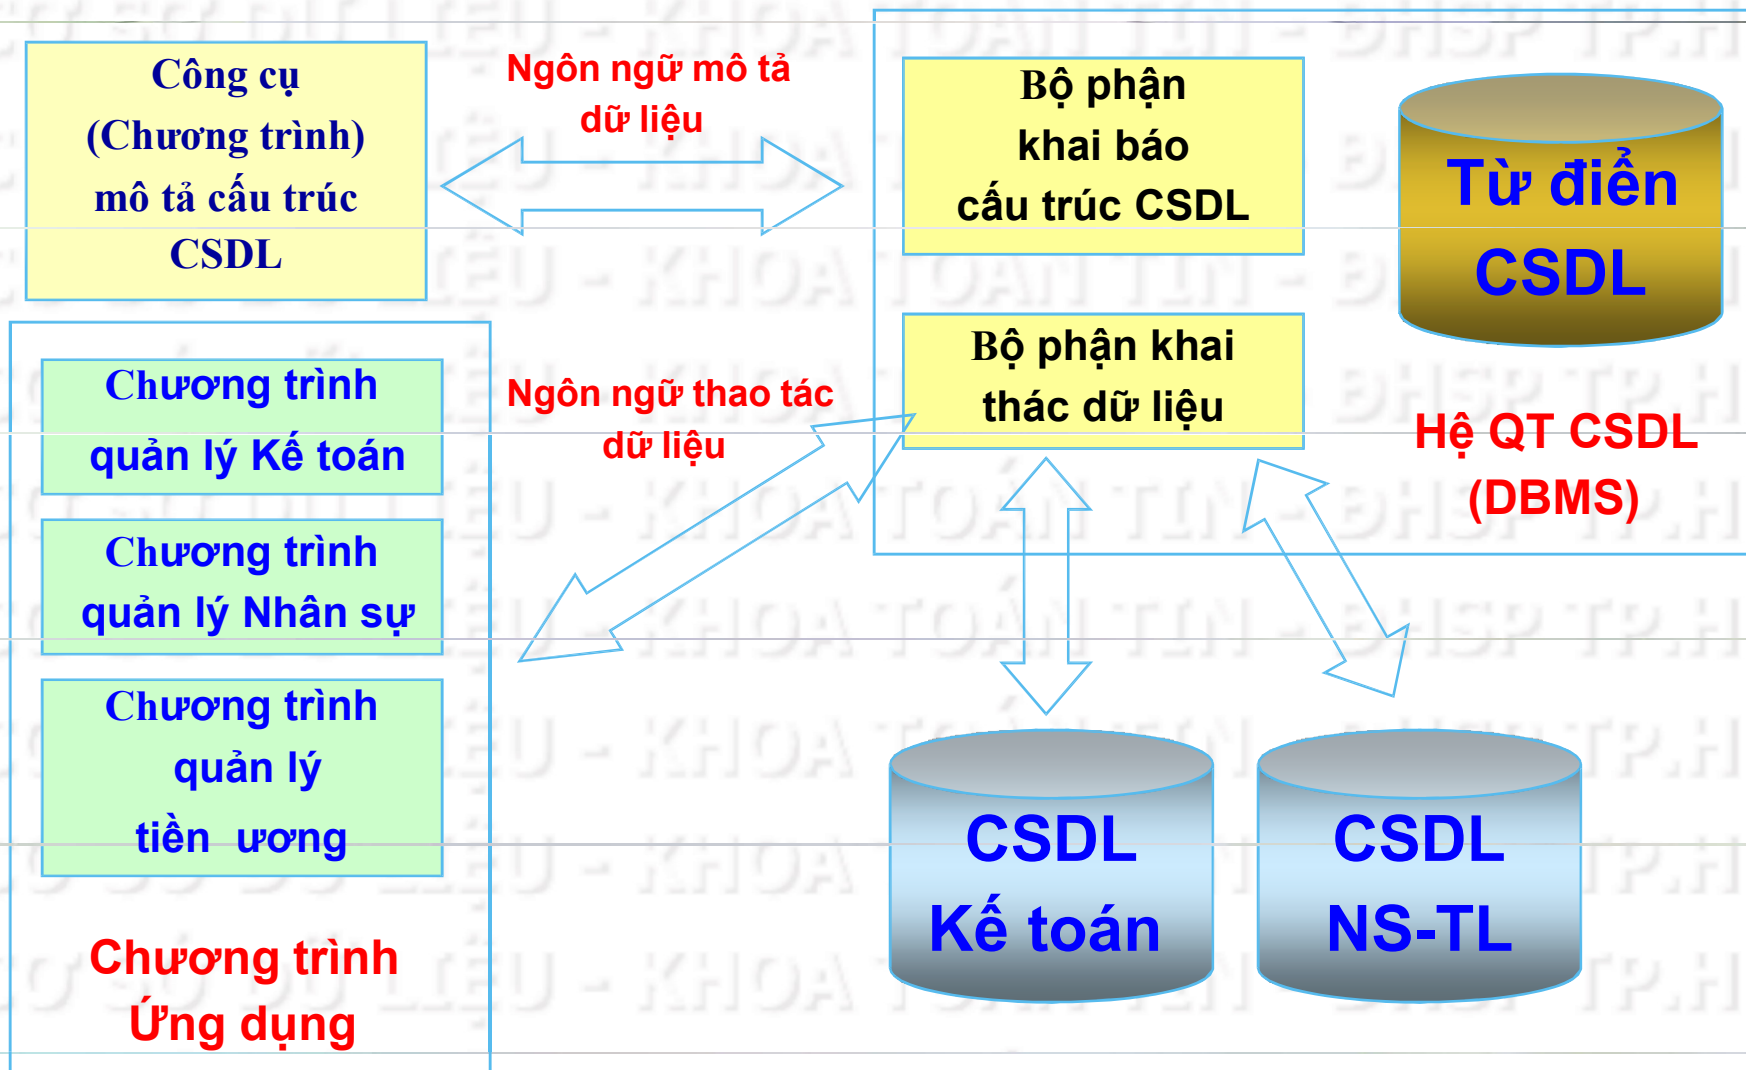 Công cụ
(Chương trình)
mô tả cấu trúc
CSDL
Ngôn ngữ mô tả
dữ liệu
Bộ phận
khai báo
cấu trúc CSDL
Từ điển
CSDL
Chương trình
quản lý Kế toán
Ngôn ngữ thao tác
dữ liệu
Bộ phận khai
thác dữ liệu
Hệ QT CSDL
(DBMS)
Chương trình
quản lý Nhân sự
Chương trình
quản lý
tiền ương
CSDL
Kế toán
CSDL
NS-TL
Chương trình
Ứng dụng